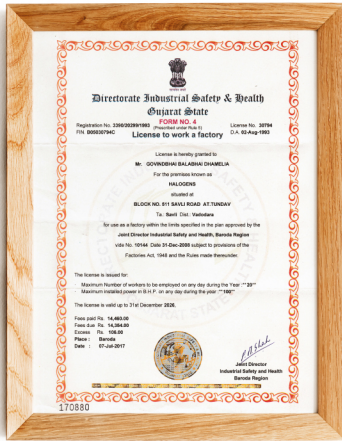 Directorate Industrial Safety & Health
Gujarat State
FORM NO. 4
(Prescribed under Rule 5)
Registration No. 2390/20299/1993
License No. 30794
FIN. B05030794C
License to work a factory
D.A. 03-Aug-1993
License is hereby granted to
Mr. GOVINDBHAI BALABHAI DHAMELIA
For the premises known as
HALOGENS
situated at
BLOCK NO. 811 SAVLI ROAD AT.TUNDAV
Ta : Savli Dist. Vadodara
for use as a factory within the limits specified in the plan approved by the
Joint Director Industrial Safety and Health, Baroda Region
vide No. 10144 Date 31-Dec-2008 subject to provisions of the
Factories Act, 1948 and the Rules made thereunder.
The license is issued for:
- Maximum Number of workers to be employed on any day during the Year :**20**
- Maximum Installed power in B.H.P. on any day during the year :**100**
The license is valid up to 31st December 2026.
Fees paid Rs. 14,460.00
Fees due Rs. 14,354.00
Excess Rs. 106.00
Place : Baroda
Date : 07-Jul-2017
Joint Director
Industrial Safety and Health
Baroda Region
170880